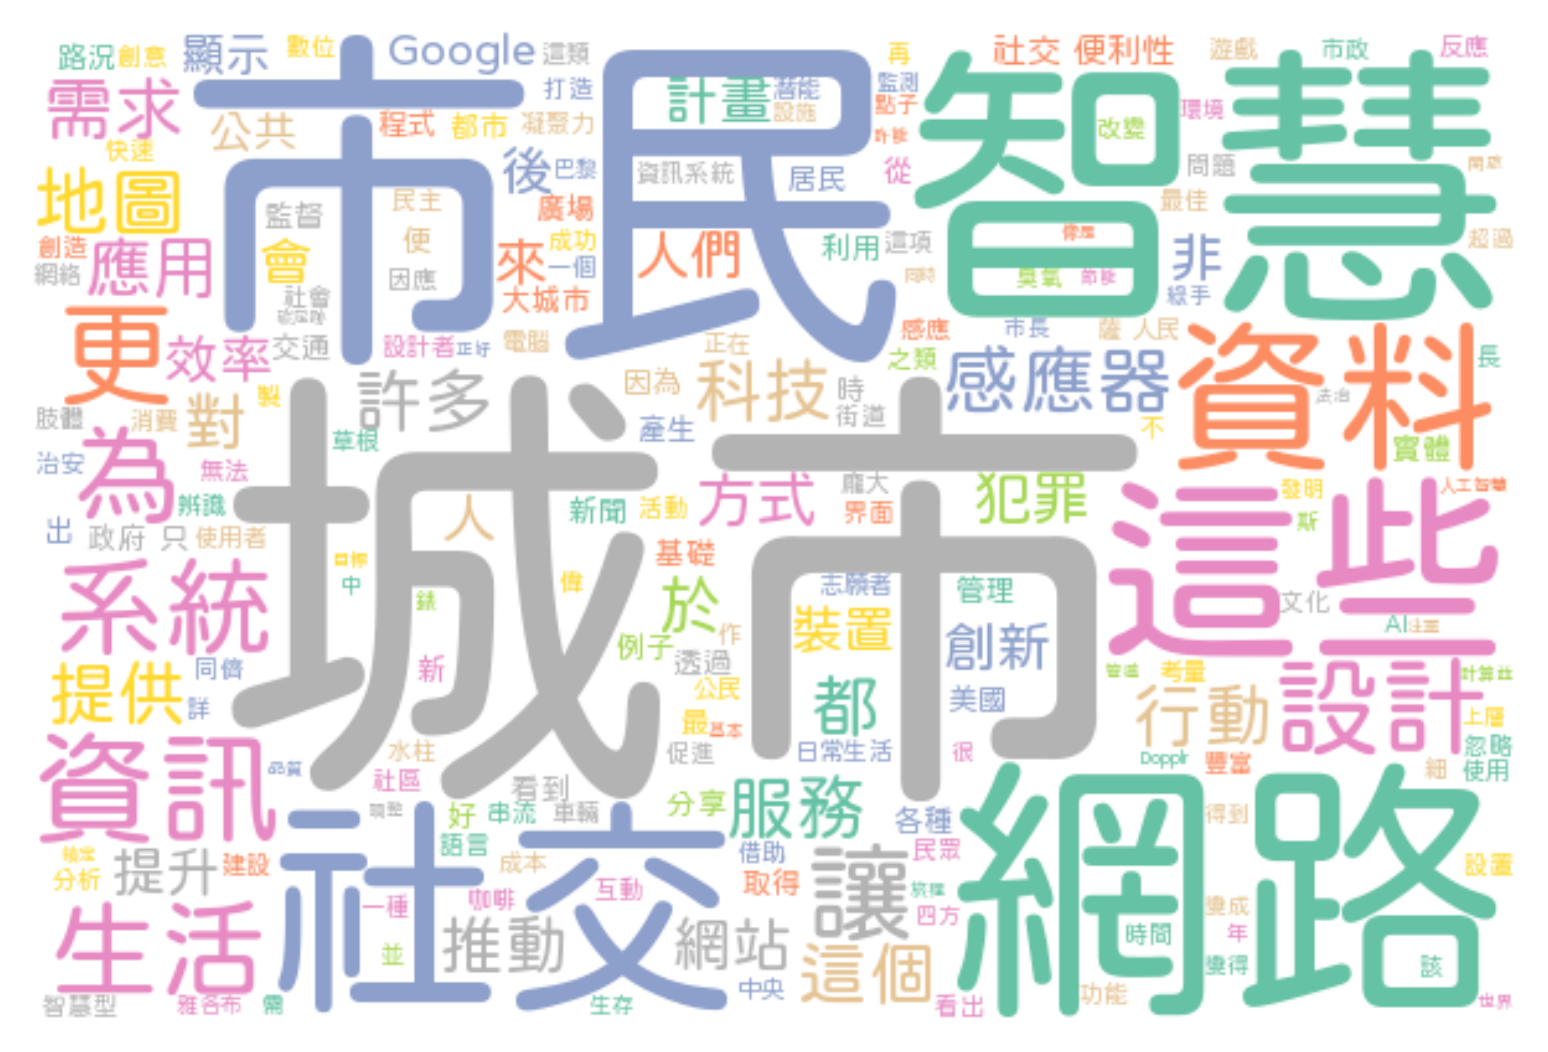 路況 創意 顯示 數位 Google 這類 再 社交 便利性 遊戲 市政 反應
需求 市民 打造 計畫 潛能 設施 監測 點子 智慧 改變 環境
公共 程式 都市 凝聚力
快速 後 巴黎 資訊系統 居民 從 問題
地圖 監督 民主 廣場 最佳
創造 應用 會 便 來 成功 一個 人們 利用 這項 非 超過
網絡 因應 大城市 臭氧 節能 綠手
社會
更 效率 交通 設計者 正好 電腦 正在 感應 市長 薩 人民
之類 資料 長
製 許多 因為 科技 時 感應器
肢體 消費 對 產生 街道 法治 不
治安 為 無法 草根 城市 實體
辨識 人 新聞 活動 方式 龐大 界面 犯罪 這些 發明 人工智慧
出 政府 只 使用者 基礎 斯
系統 目標 中 偉 志願者 管理 文化
錶 於 裝置 創新 AI
提供 同儕 新 例子 作 透過 考量 設計
詳 公民 都 美國 行動 上層
水柱 最 基本 促進 日常生活 很 Dopplr 豐富 忽略
資訊 品質 社區 看到 細 使用
好 串流 車輛 分享 服務 各種 網路 得到
提升 建設 語言 成本 借助 讓 民眾 設置
分析 社交 咖啡 互動 取得
生活 一種 四方 變成
並 推動 網站 這個 時間 年
變得 該
智慧型 雅各布 需 生存 中央 看出 功能 世界